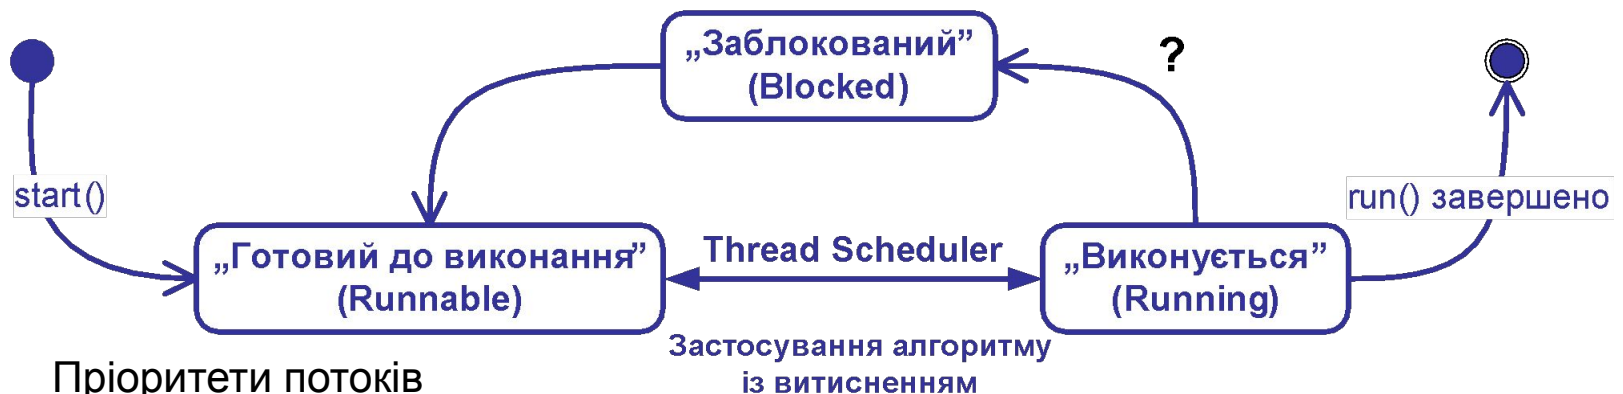 „Заблокований”
(Blocked)
?
start()
run() завершено
„Готовий до виконання”
(Runnable)
Thread Scheduler
„Виконується”
(Running)
Застосування алгоритму
із витисненням
Пріоритети потоків